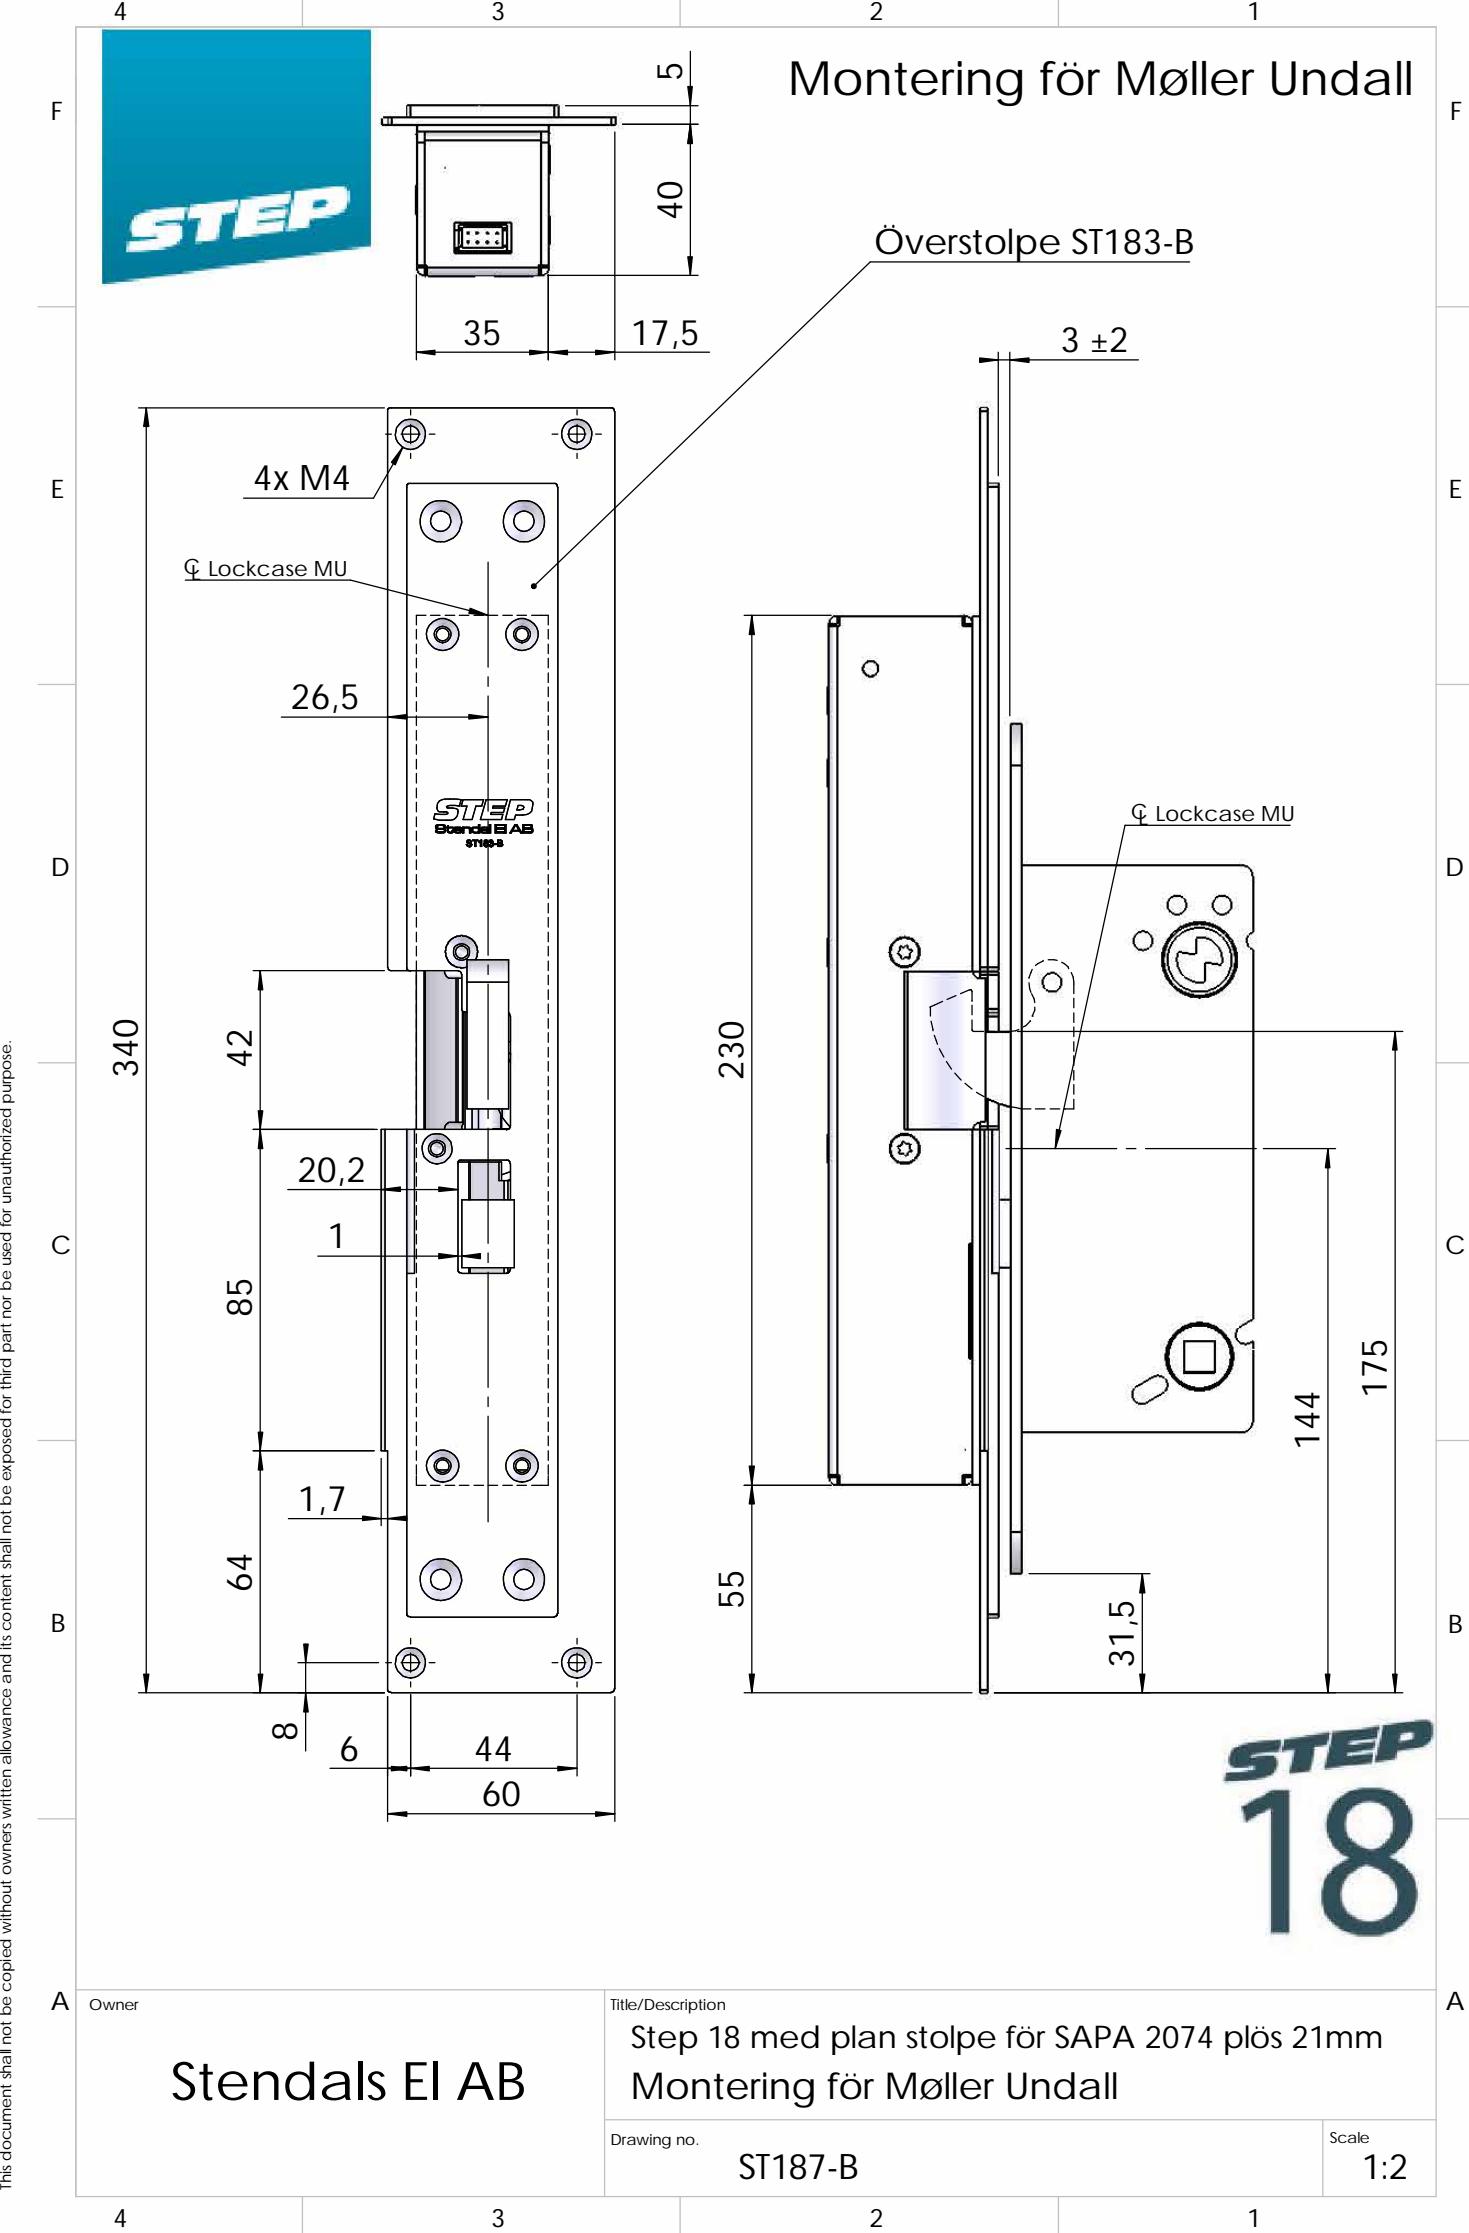 4
3
2
1
F
F
STEP
Montering för Møller Undall
5
40
35
17,5
Överstolpe ST183-B
3 ±2
4x M4
E
E
℄ Lockcase MU
26,5
STEP
Stendal El AB
ST183-B
℄ Lockcase MU
D
D
340
42
230
20,2
1
85
C
C
175
144
1,7
64
55
31,5
B
B
8
6
44
60
STEP
18
This document shall not be copied without owners written allowance and its content shall not be exposed for third part nor be used for unauthorized purpose.
A
A
Owner
Stendals El AB
Title/Description
Step 18 med plan stolpe för SAPA 2074 plös 21mm
Montering för Møller Undall
Drawing no.
ST187-B
Scale
1:2
4
3
2
1